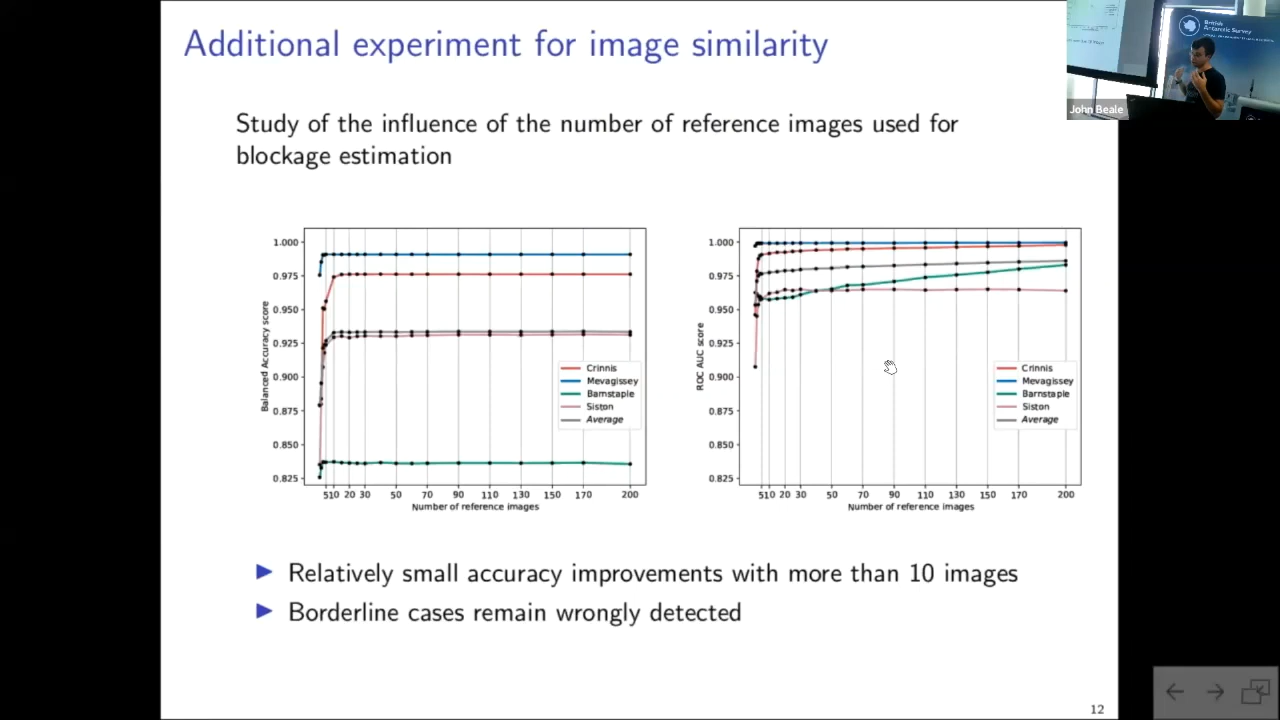 Additional experiment for image similarity
British
Antarctic Survey
John Beale
Study of the influence of the number of reference images used for
blockage estimation
1.000
0.975
0.950
0.925
0.900
0.875
0.850
0.825
Balanced Accuracy score
Crinnis
Mevagissey
Barnstaple
Siston
Average
5 10 20 30 50 70 90 110 130 150 170 200
Number of reference images
1.000
0.975
0.950
0.925
0.900
0.875
0.850
0.825
ROC AUC score
Crinnis
Mevagissey
Barnstaple
Siston
Average
5 10 20 30 50 70 90 110 130 150 170 200
Number of reference images
Relatively small accuracy improvements with more than 10 images
Borderline cases remain wrongly detected
12